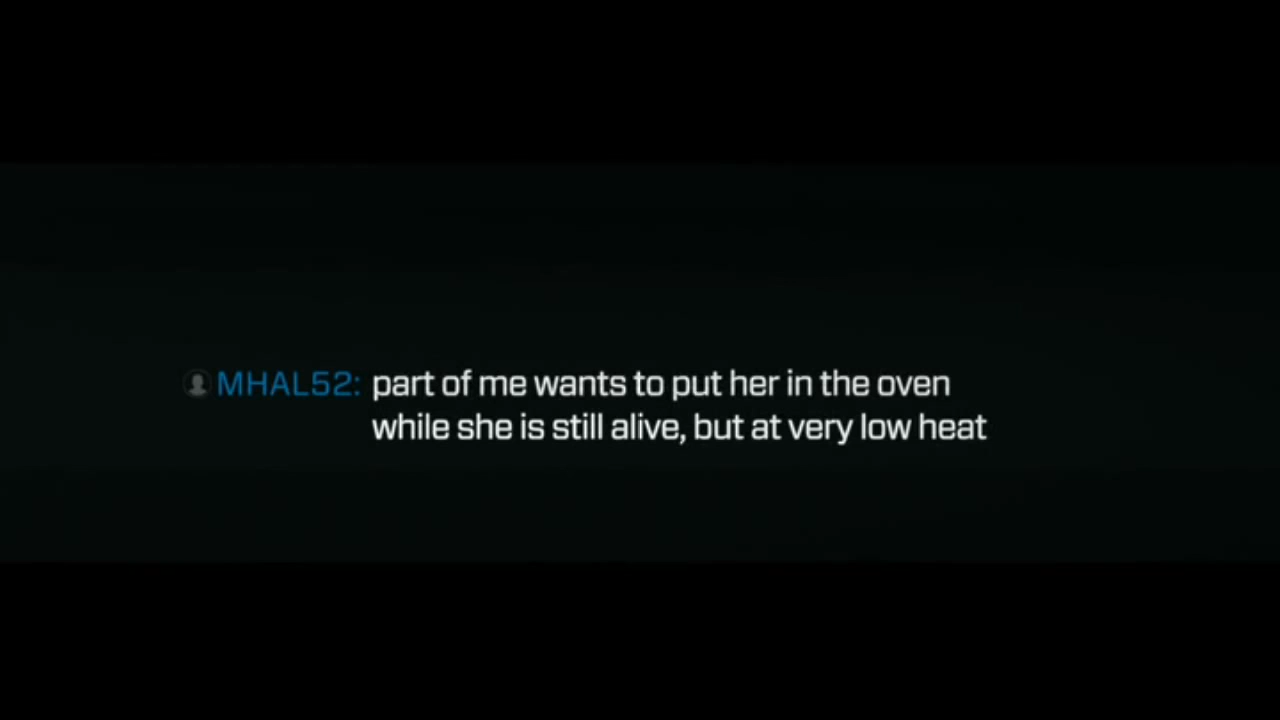 MHAL52: part of me wants to put her in the oven
while she is still alive, but at very low heat